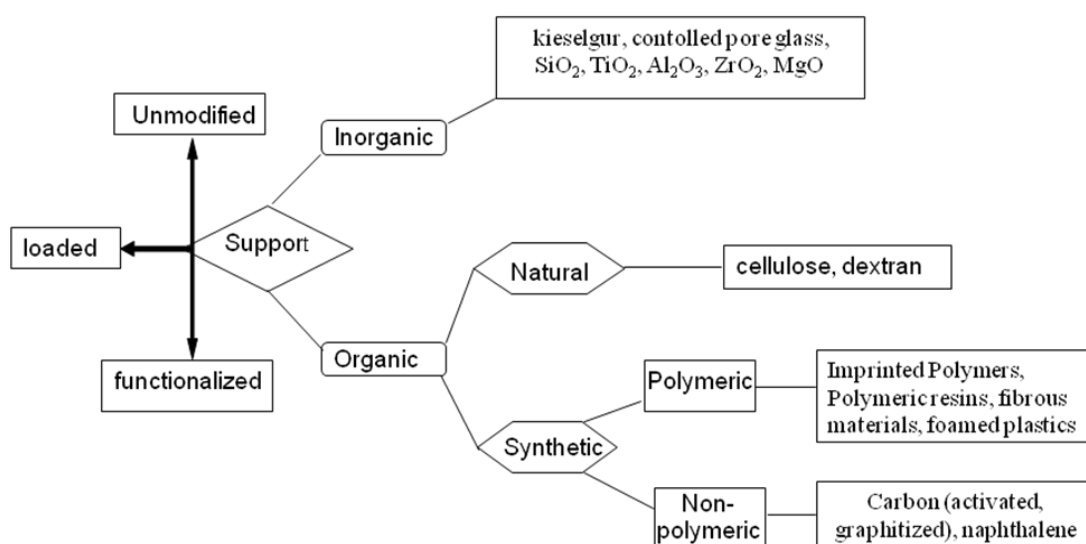 kieselgur, contolled pore glass,
SiO₂, TiO₂, Al₂O₃, ZrO₂, MgO
Unmodified
Inorganic
loaded
Support
Natural
cellulose, dextran
functionalized
Organic
Polymeric
Imprinted Polymers,
Polymeric resins, fibrous
materials, foamed plastics
Synthetic
Non-
polymeric
Carbon (activated,
graphitized), naphthalene